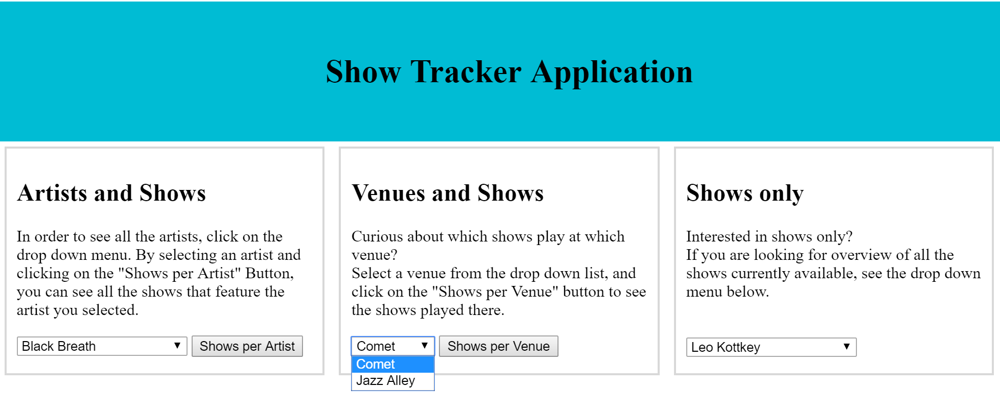 Show Tracker Application
Artists and Shows
In order to see all the artists, click on the
drop down menu. By selecting an artist and
clicking on the "Shows per Artist" Button,
you can see all the shows that feature the
artist you selected.
Black Breath
Shows per Artist
Venues and Shows
Curious about which shows play at which
venue?
Select a venue from the drop down list, and
click on the "Shows per Venue" button to see
the shows played there.
Comet
Shows per Venue
Comet
Jazz Alley
Shows only
Interested in shows only?
If you are looking for overview of all the
shows currently available, see the drop down
menu below.
Leo Kottkey